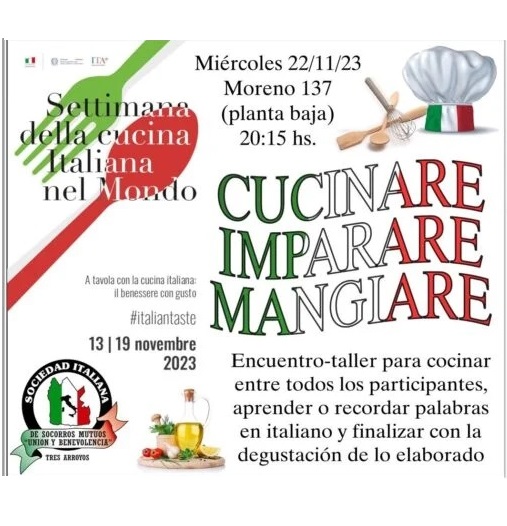 ITA
Settimana
della cucina
Italiana
nel Mondo
A tavola con la cucina italiana:
il benessere con gusto
#italiantaste
13 | 19 novembre
2023
SOCIEDAD ITALIANA
DE SOCORROS MUTUOS
"UNION Y BENEVOLENCIA"
TRES ARROYOS
Miércoles 22/11/23
Moreno 137
(planta baja)
20:15 hs.
CUCINARE
IMPARARE
MANGIARE
Encuentro-taller para cocinar
entre todos los participantes,
aprender o recordar palabras
en italiano y finalizar con la
degustación de lo elaborado